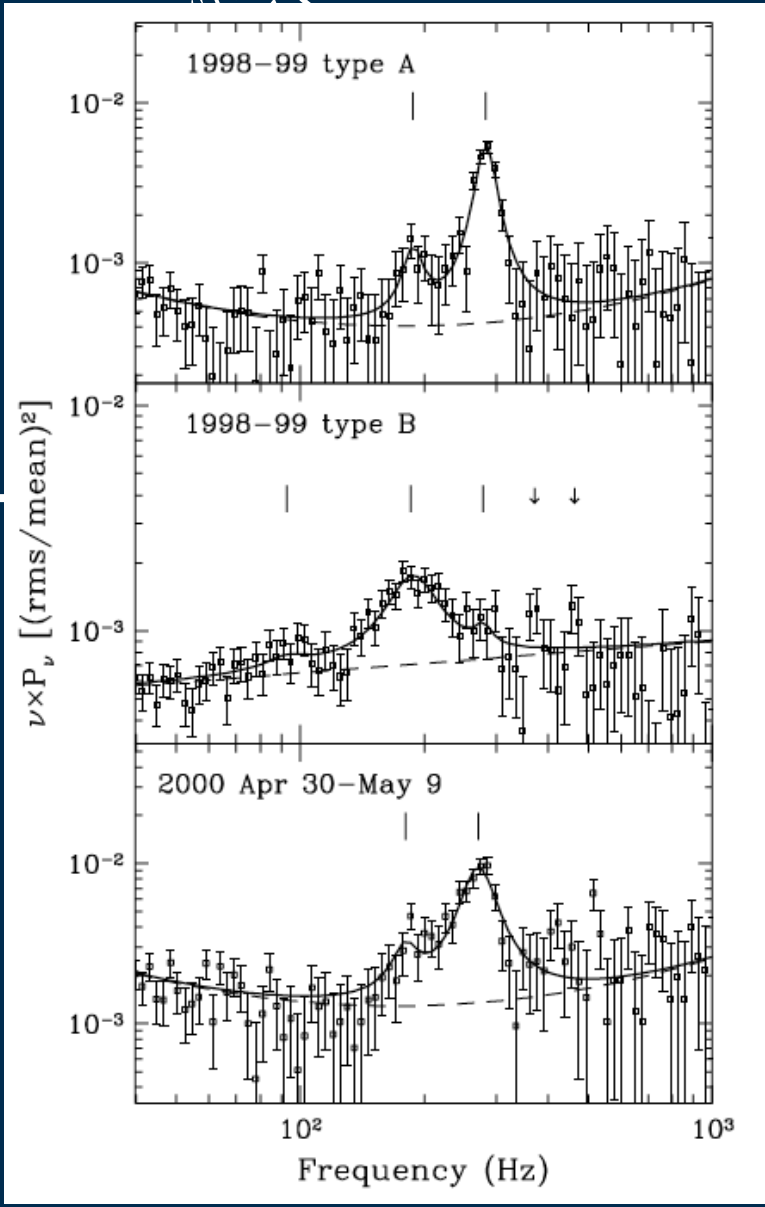 1998−99 type A
10⁻²
10⁻³
1998−99 type B
10⁻²
10⁻³
2000 Apr 30−May 9
10⁻²
10⁻³
ν×Pν [(rms/mean)²]
10² 10³
Frequency (Hz)